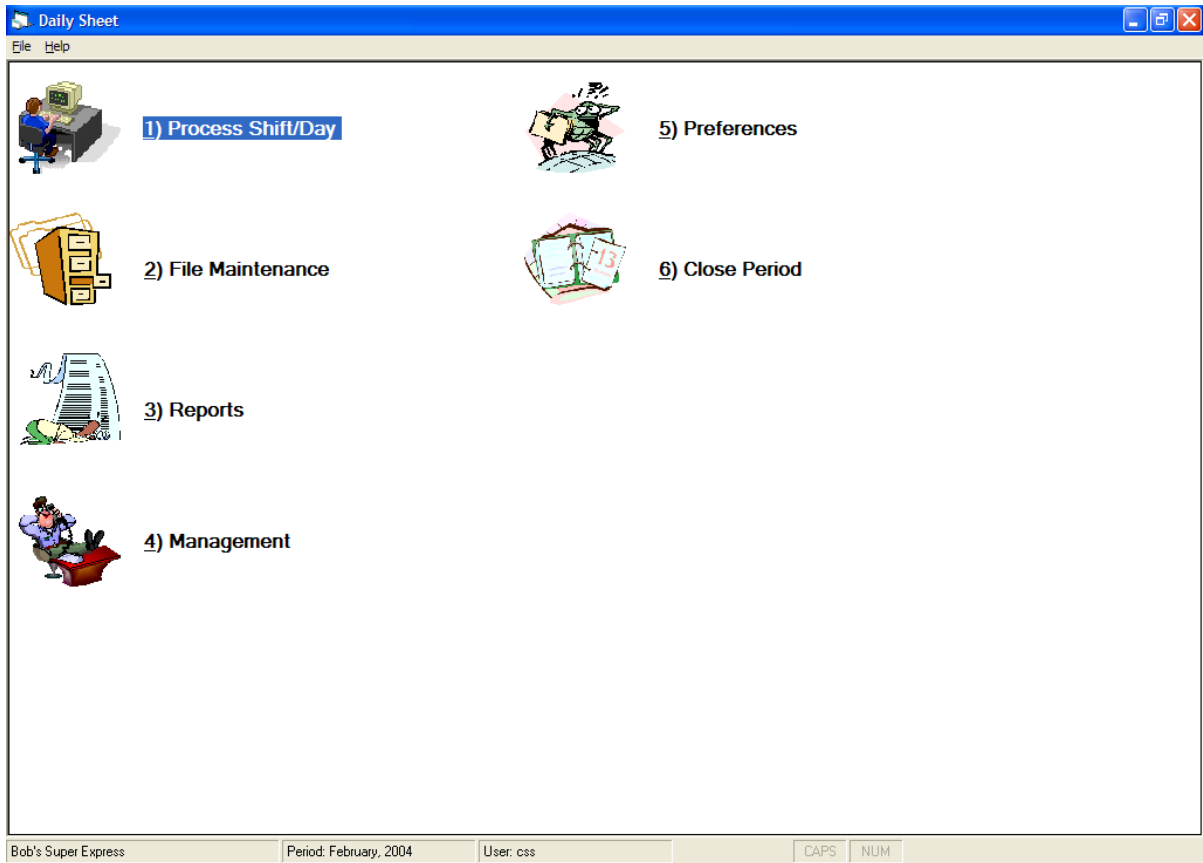 Daily Sheet
File Help
1) Process Shift/Day
5) Preferences
2) File Maintenance
13
6) Close Period
3) Reports
4) Management
Bob's Super Express Period: February, 2004 User: css CAPS NUM